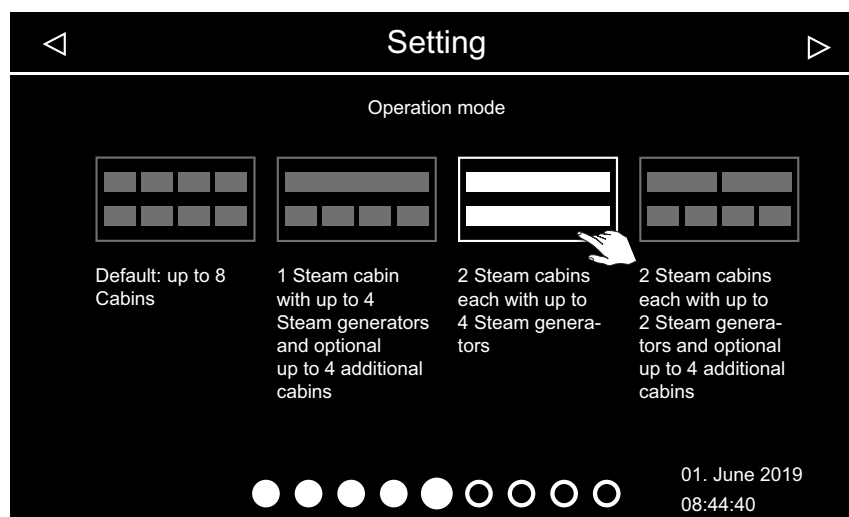 Setting
Operation mode
Default: up to 8
Cabins
1 Steam cabin
with up to 4
Steam generators
and optional
up to 4 additional
cabins
2 Steam cabins
each with up to
4 Steam genera-
tors
2 Steam cabins
each with up to
2 Steam genera-
tors and optional
up to 4 additional
cabins
01. June 2019
08:44:40